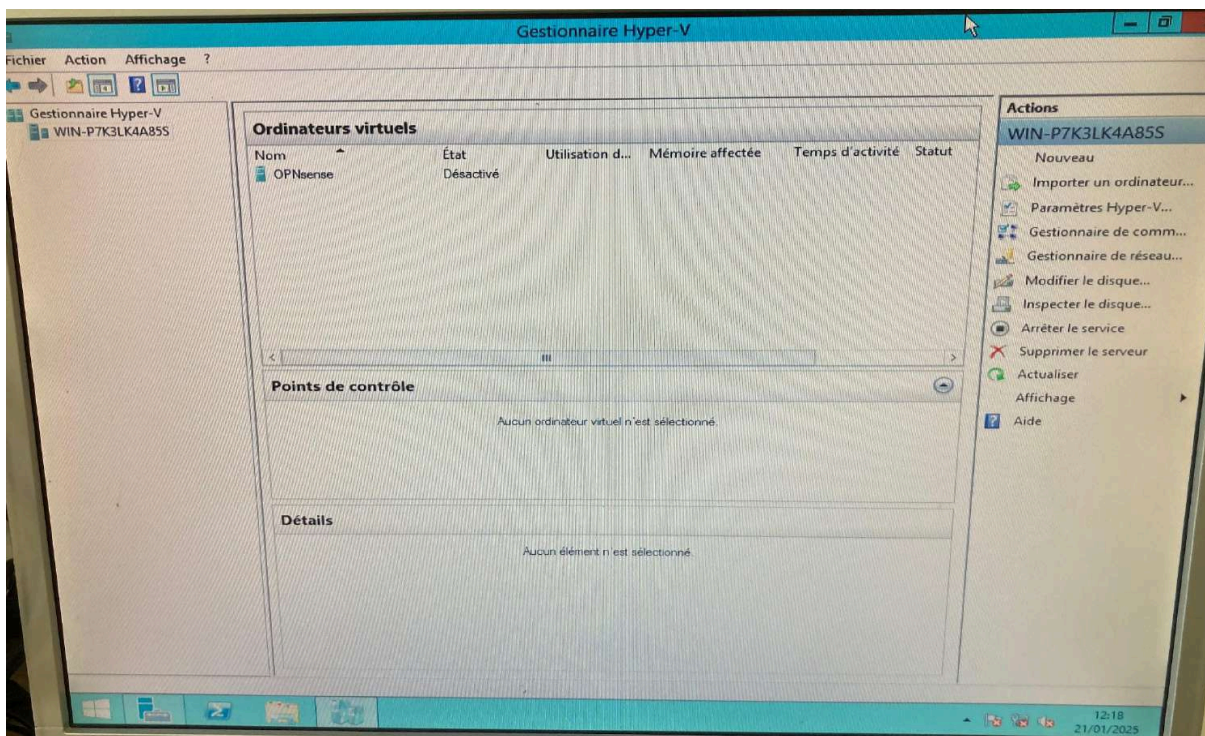 Gestionnaire Hyper-V
Fichier Action Affichage ?
Gestionnaire Hyper-V
WIN-P7K3LK4A85S
Ordinateurs virtuels
Nom État Utilisation d... Mémoire affectée Temps d'activité Statut
OPNsense Désactivé
Points de contrôle
Aucun ordinateur virtuel n'est sélectionné.
Détails
Aucun élément n'est sélectionné.
Actions
WIN-P7K3LK4A85S
Nouveau
Importer un ordinateur...
Paramètres Hyper-V...
Gestionnaire de comm...
Gestionnaire de réseau...
Modifier le disque...
Inspecter le disque...
Arrêter le service
Supprimer le serveur
Actualiser
Affichage
Aide
12:18
21/01/2025